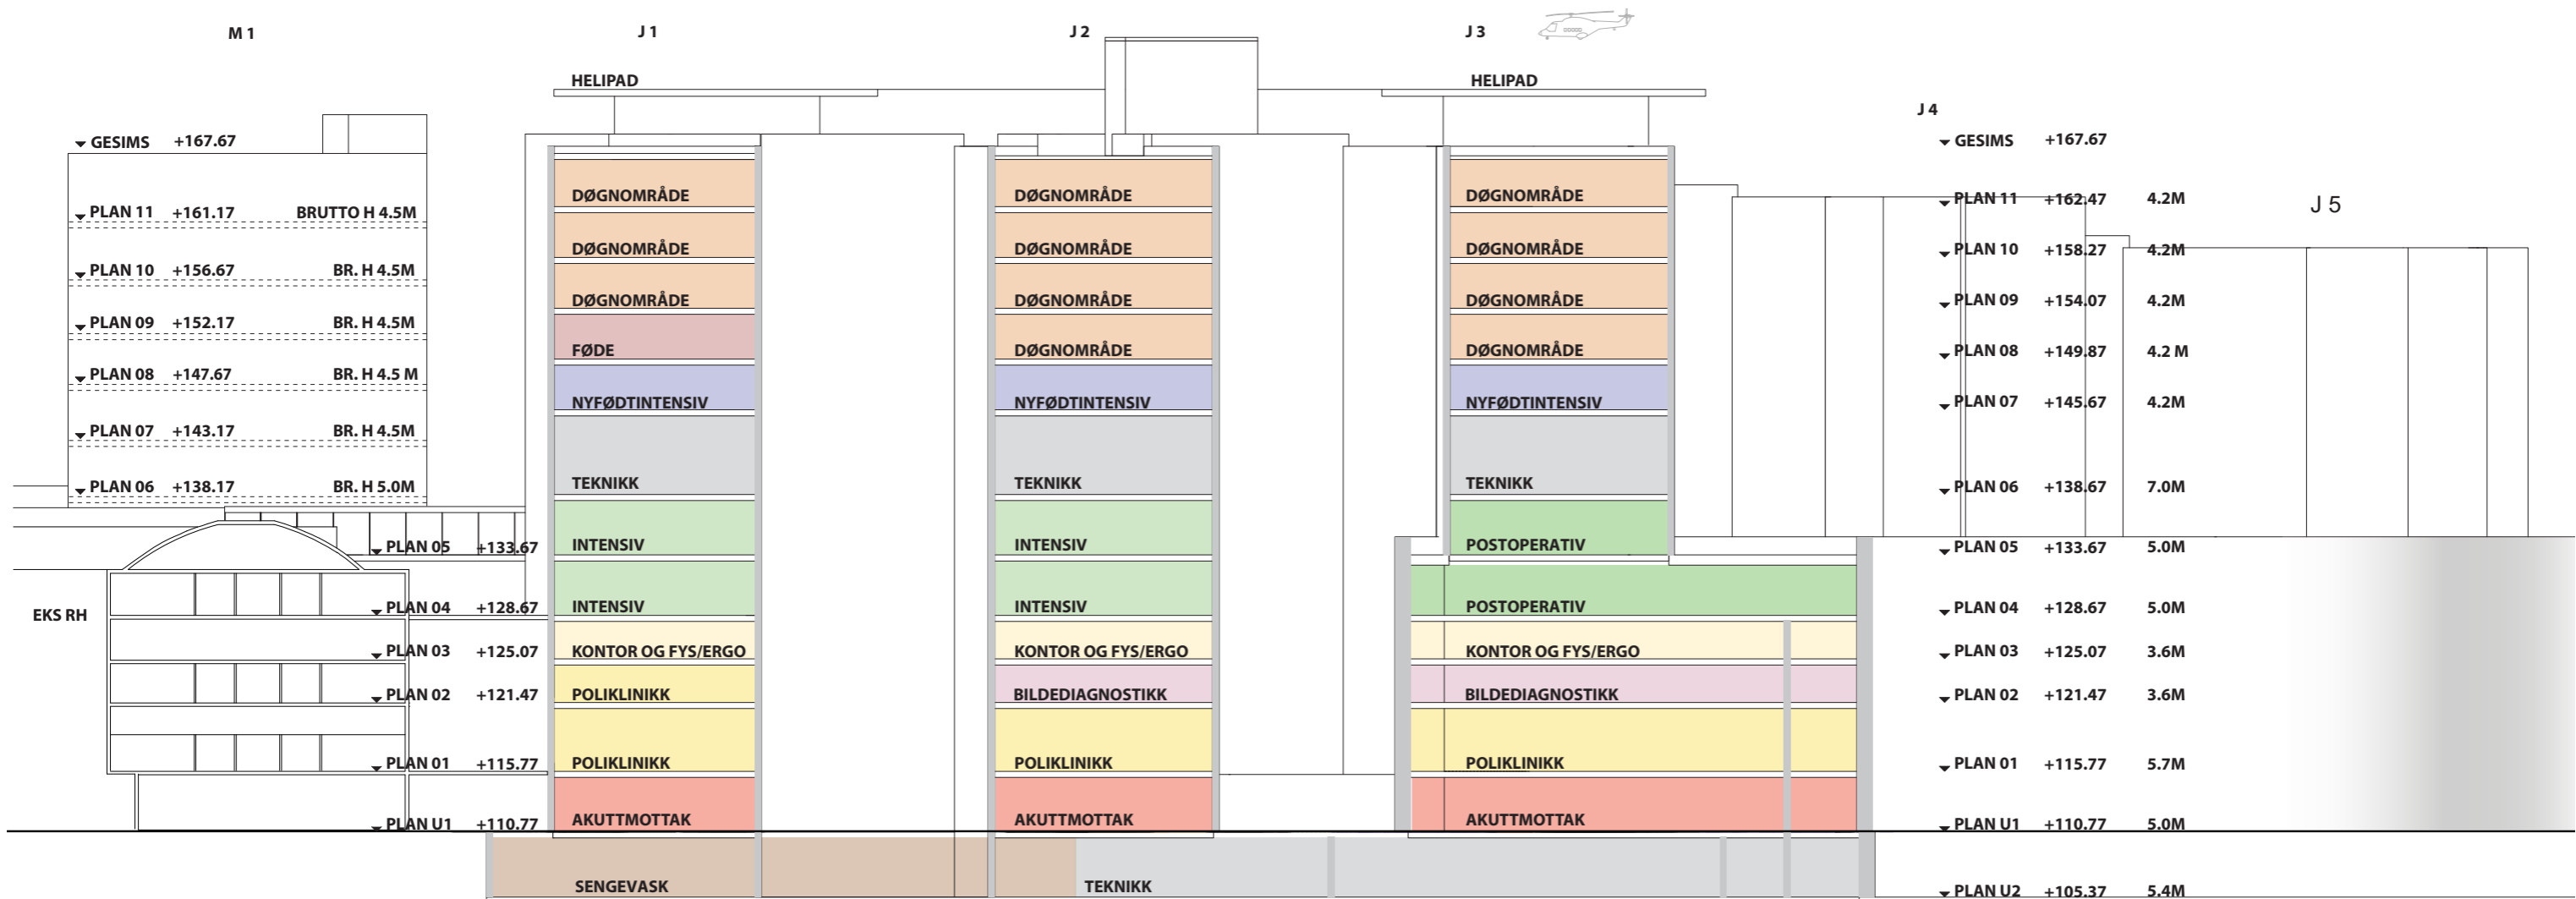 M 1
J 1
J 2
J 3
HELIPAD
HELIPAD
J 4
GESIMS +167.67
GESIMS +167.67
DØGNOMRÅDE
DØGNOMRÅDE
DØGNOMRÅDE
PLAN 11 +162.47 4.2M
J 5
PLAN 11 +161.17 BRUTTO H 4.5M
DØGNOMRÅDE
DØGNOMRÅDE
DØGNOMRÅDE
PLAN 10 +158.27 4.2M
PLAN 10 +156.67 BR. H 4.5M
DØGNOMRÅDE
DØGNOMRÅDE
DØGNOMRÅDE
PLAN 09 +154.07 4.2M
PLAN 09 +152.17 BR. H 4.5M
FØDE
DØGNOMRÅDE
DØGNOMRÅDE
PLAN 08 +149.87 4.2 M
PLAN 08 +147.67 BR. H 4.5 M
NYFØDTINTENSIV
NYFØDTINTENSIV
NYFØDTINTENSIV
PLAN 07 +145.67 4.2M
PLAN 07 +143.17 BR. H 4.5M
PLAN 06 +138.17 BR. H 5.0M
TEKNIKK
TEKNIKK
TEKNIKK
PLAN 06 +138.67 7.0M
PLAN 05 +133.67
INTENSIV
INTENSIV
POSTOPERATIV
PLAN 05 +133.67 5.0M
EKS RH
PLAN 04 +128.67
INTENSIV
INTENSIV
POSTOPERATIV
PLAN 04 +128.67 5.0M
PLAN 03 +125.07
KONTOR OG FYS/ERGO
KONTOR OG FYS/ERGO
KONTOR OG FYS/ERGO
PLAN 03 +125.07 3.6M
PLAN 02 +121.47
POLIKLINIKK
BILDEDIAGNOSTIKK
BILDEDIAGNOSTIKK
PLAN 02 +121.47 3.6M
PLAN 01 +115.77
POLIKLINIKK
POLIKLINIKK
POLIKLINIKK
PLAN 01 +115.77 5.7M
PLAN U1 +110.77
AKUTTMOTTAK
AKUTTMOTTAK
AKUTTMOTTAK
PLAN U1 +110.77 5.0M
SENGEVASK
TEKNIKK
PLAN U2 +105.37 5.4M